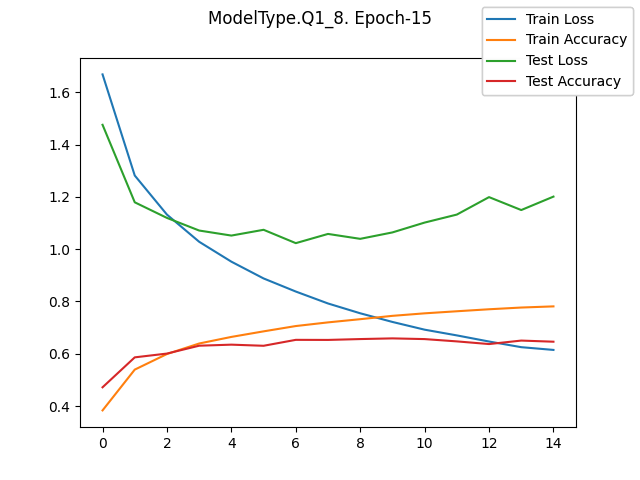 ModelType.Q1_8. Epoch-15
Train Loss
Train Accuracy
Test Loss
Test Accuracy
1.6
1.4
1.2
1.0
0.8
0.6
0.4
0 2 4 6 8 10 12 14